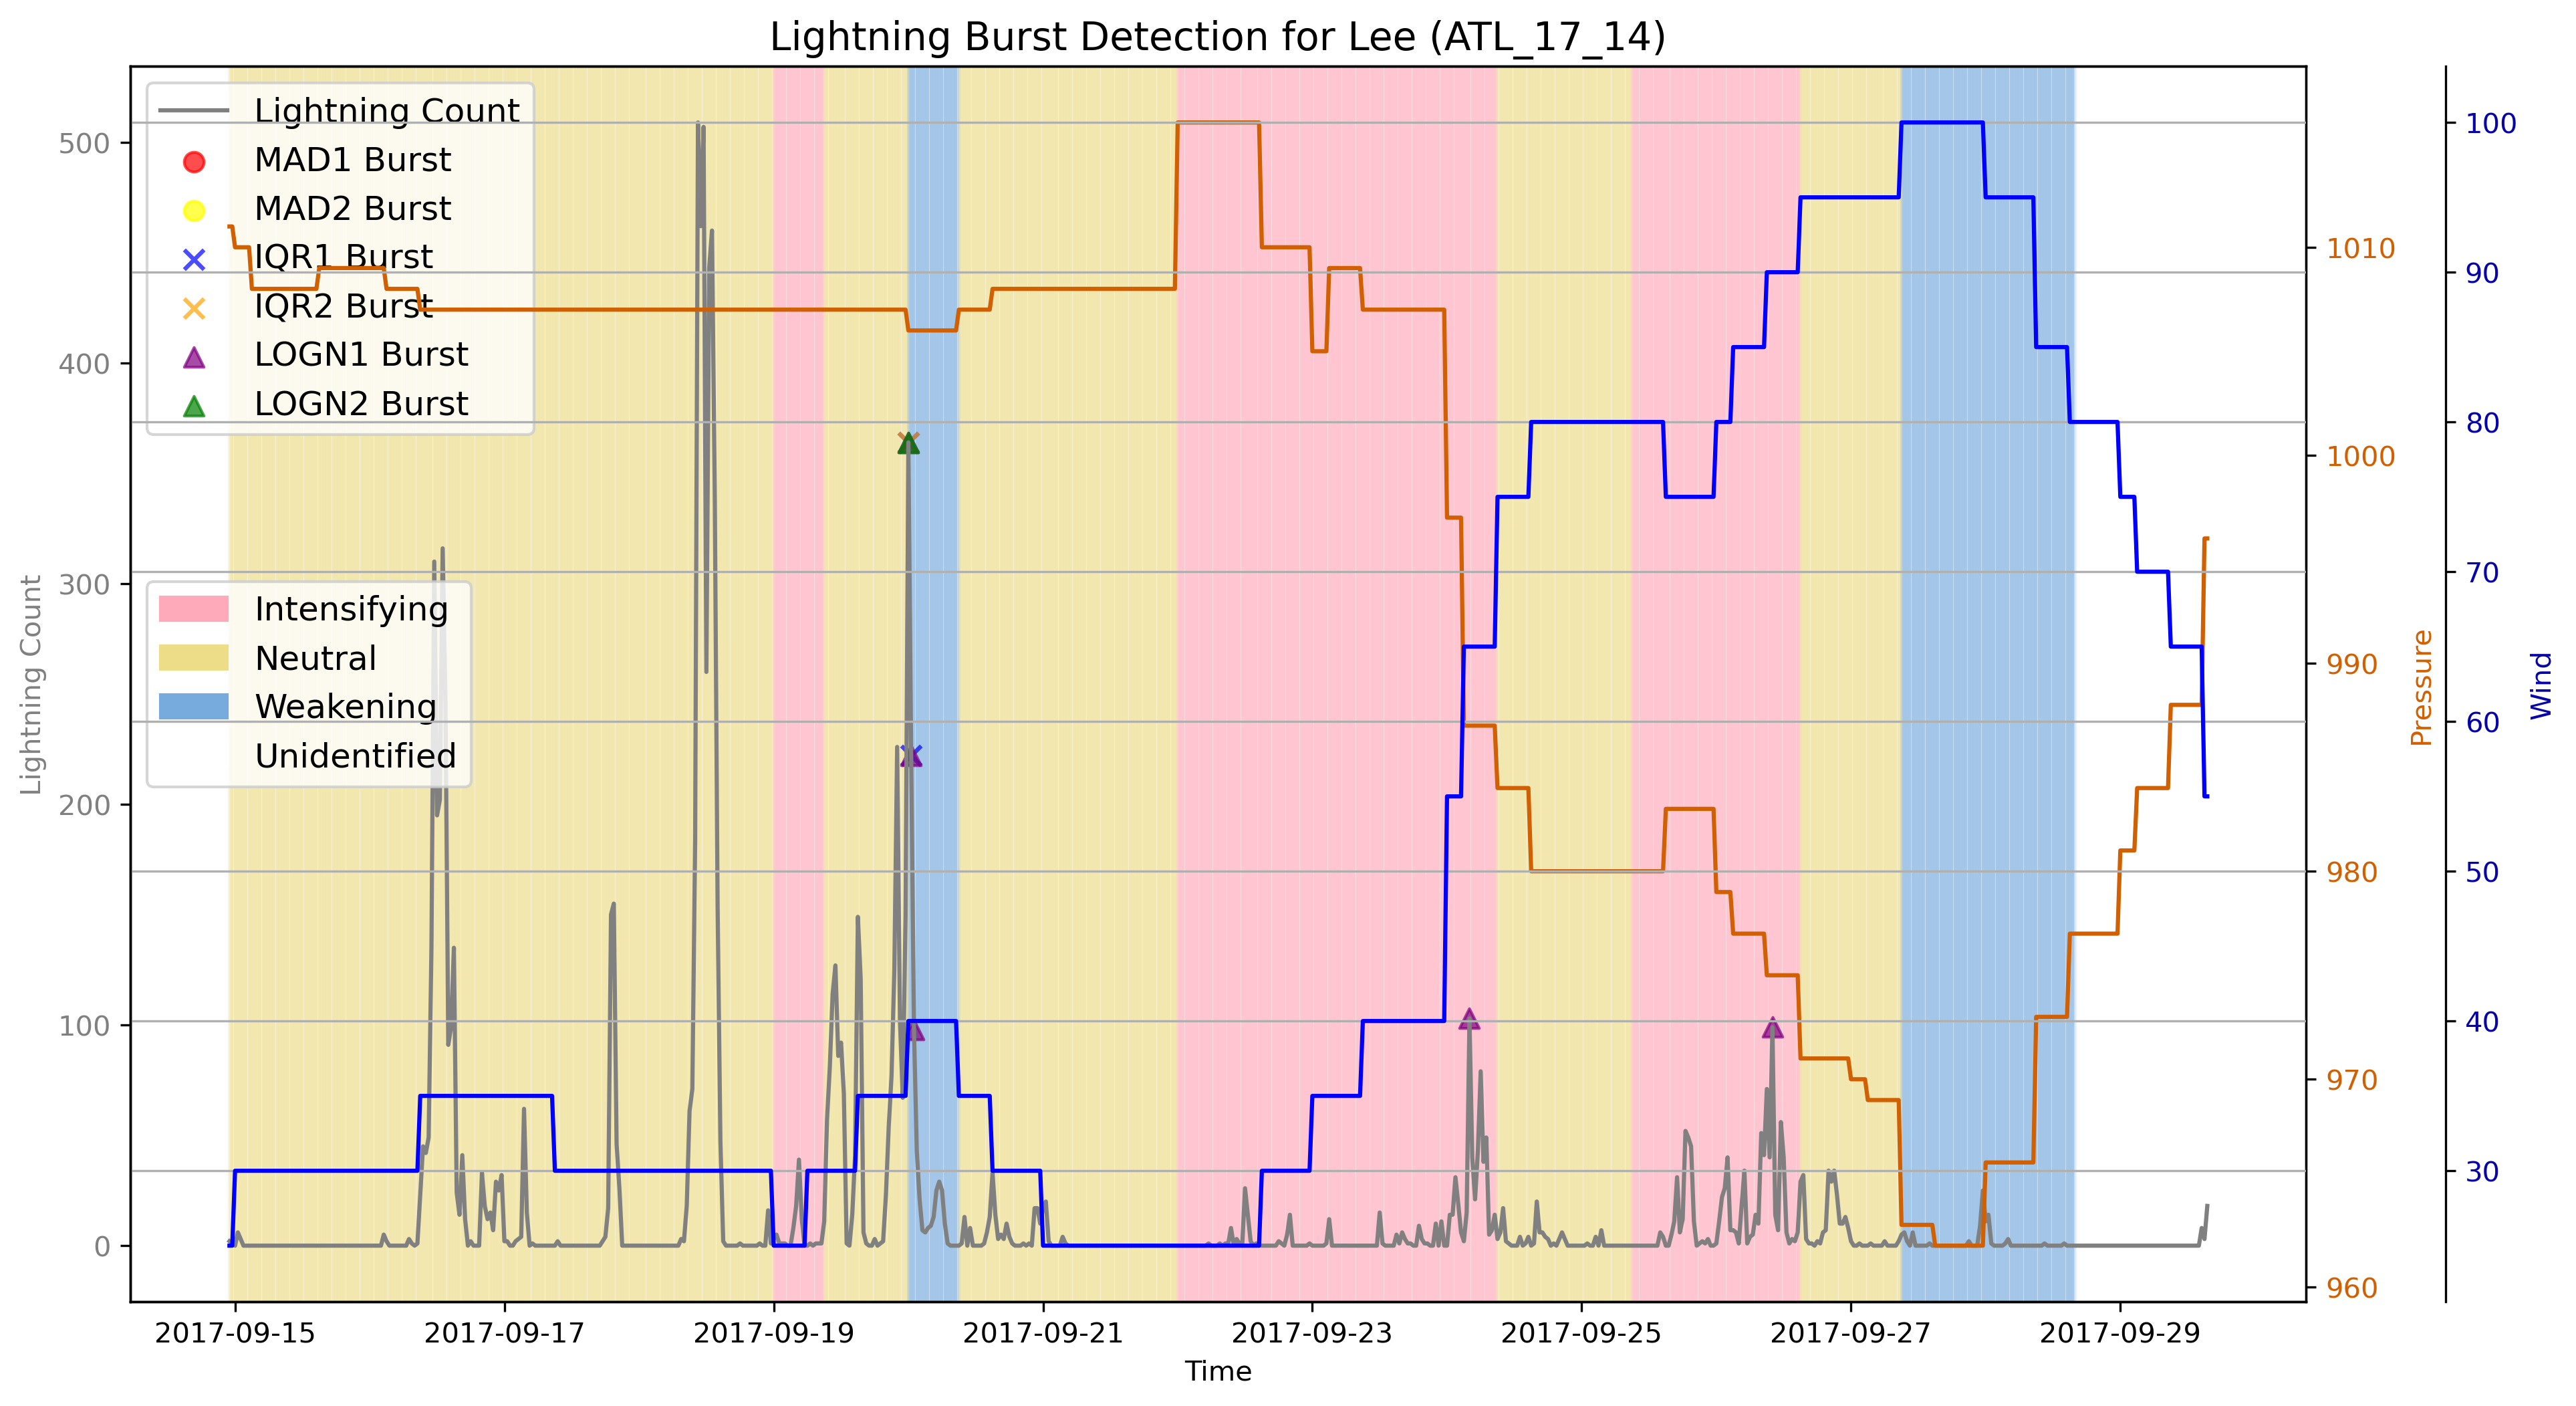 Lightning Burst Detection for Lee (ATL_17_14)
Lightning Count
MAD1 Burst
MAD2 Burst
IQR1 Burst
IQR2 Burst
LOGN1 Burst
LOGN2 Burst
Intensifying
Neutral
Weakening
Unidentified
Lightning Count
500
400
300
200
100
0
1010
1000
990
980
970
960
Pressure
100
90
80
70
60
50
40
30
Wind
2017-09-15 2017-09-17 2017-09-19 2017-09-21 2017-09-23 2017-09-25 2017-09-27 2017-09-29
Time